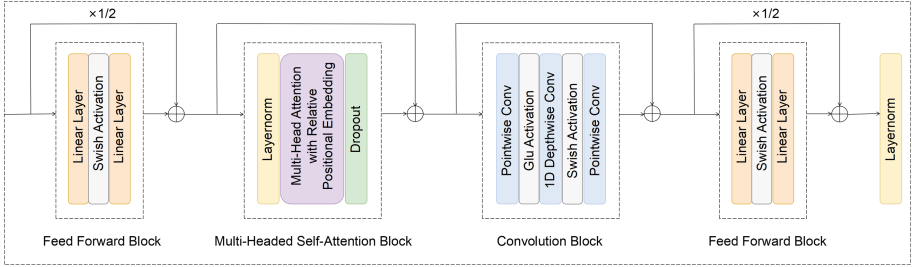 ×1/2
×1/2
Linear Layer
Swish Activation
Linear Layer
Layernorm
Multi-Head Attention
with Relative
Positional Embedding
Dropout
Pointwise Conv
Glu Activation
1D Depthwise Conv
Swish Activation
Pointwise Conv
Linear Layer
Swish Activation
Linear Layer
Layernorm
Feed Forward Block
Multi-Headed Self-Attention Block
Convolution Block
Feed Forward Block